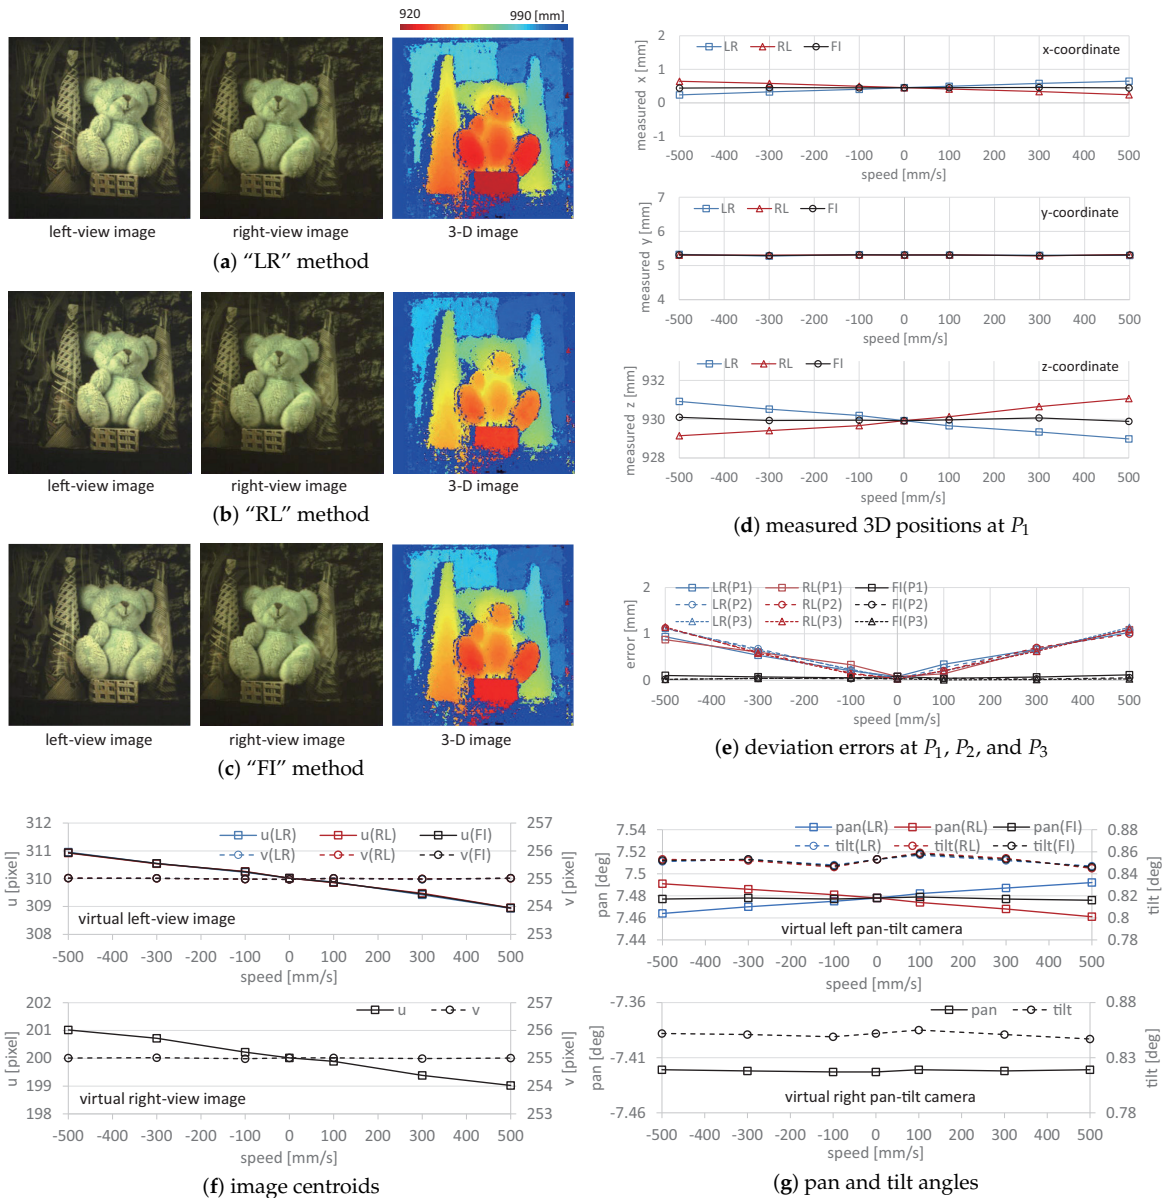 920 990 [mm]
left-view image right-view image 3-D image
(a) “LR” method
left-view image right-view image 3-D image
(b) “RL” method
left-view image right-view image 3-D image
(c) “FI” method
2
1
0
-1
measured x [mm]
LR RL FI
x-coordinate
-500 -400 -300 -200 -100 0 100 200 300 400 500
speed [mm/s]
7
6
5
4
measured y [mm]
LR RL FI
y-coordinate
-500 -400 -300 -200 -100 0 100 200 300 400 500
speed [mm/s]
932
930
928
measured z [mm]
LR RL FI
z-coordinate
-500 -400 -300 -200 -100 0 100 200 300 400 500
speed [mm/s]
(d) measured 3D positions at P1
2
1
0
error [mm]
LR(P1) RL(P1) FI(P1)
LR(P2) RL(P2) FI(P2)
LR(P3) RL(P3) FI(P3)
-500 -400 -300 -200 -100 0 100 200 300 400 500
speed [mm/s]
(e) deviation errors at P1, P2, and P3
312
311
310
309
308
u [pixel]
u(LR) u(RL) u(FI)
v(LR) v(RL) v(FI)
virtual left-view image
257
256
255
254
253
v [pixel]
-500 -400 -300 -200 -100 0 100 200 300 400 500
speed [mm/s]
202
201
200
199
198
u [pixel]
u v
virtual right-view image
257
256
255
254
253
v [pixel]
-500 -400 -300 -200 -100 0 100 200 300 400 500
speed [mm/s]
(f) image centroids
7.54
7.52
7.5
7.48
7.46
7.44
pan [deg]
pan(LR) pan(RL) pan(FI)
tilt(LR) tilt(RL) tilt(FI)
virtual left pan-tilt camera
0.88
0.86
0.84
0.82
0.8
0.78
tilt [deg]
-500 -400 -300 -200 -100 0 100 200 300 400 500
speed [mm/s]
-7.36
-7.41
-7.46
pan [deg]
pan tilt
virtual right pan-tilt camera
0.88
0.83
0.78
tilt [deg]
-500 -400 -300 -200 -100 0 100 200 300 400 500
speed [mm/s]
(g) pan and tilt angles